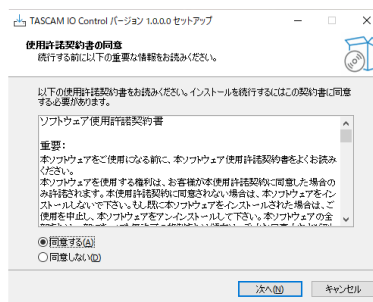 TASCAM IO Control バージョン 1.0.0.0 セットアップ
使用許諾契約書の同意
続行する前に以下の重要な情報をお読みください。
以下の使用許諾契約書をお読みください。インストールを続行するにはこの契約書に同意
する必要があります。
ソフトウェア使用許諾契約書
重要:
本ソフトウェアをご使用になる前に、本ソフトウェア使用許諾契約書をよくお読み
ください。
本ソフトウェアを使用する権利は、お客様が本使用許諾契約に同意した場合の
み許諾されます。本使用許諾契約に同意されない場合は、本ソフトウェアをイン
ストールしないで下さい。もし既に本ソフトウェアをインストールされた場合は、ご
使用を中止し、本ソフトウェアをアンインストールして下さい。本ソフトウェアの全
同意する(A)
同意しない(D)
次へ(N)
キャンセル